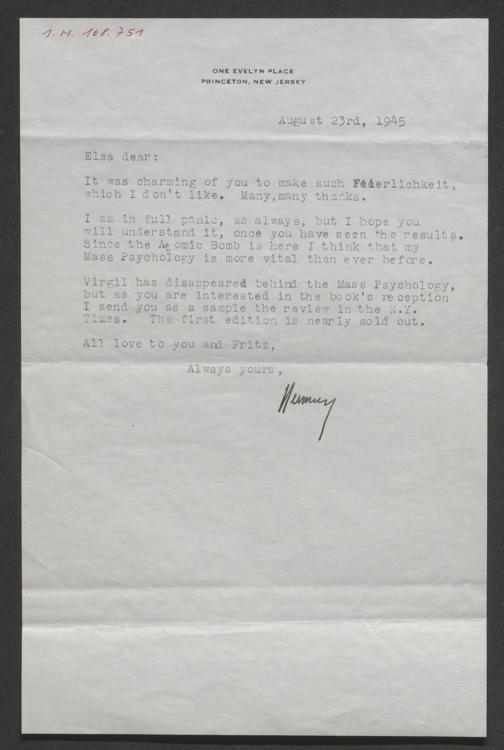 J. N. 168.751
ONE EVELYN PLACE
PRINCETON, NEW JERSEY
August 23rd, 1945
Elsa dear:
It was charming of you to make such Feierlichkeit,
which I don't like. Many,many thanks.
I am in full panic, as always, but I hope you
will understand it, once you have seen the results.
Since the Atomic Bomb is here I think that my
Mass Psychology is more vital than ever before.
Virgil has disappeared behind the Mass Psychology,
but as you are interested in the book's reception
I send you as a sample the review in the N.Y.
Times. The first edition is nearly sold out.
All love to you and Fritz,
Always yours,